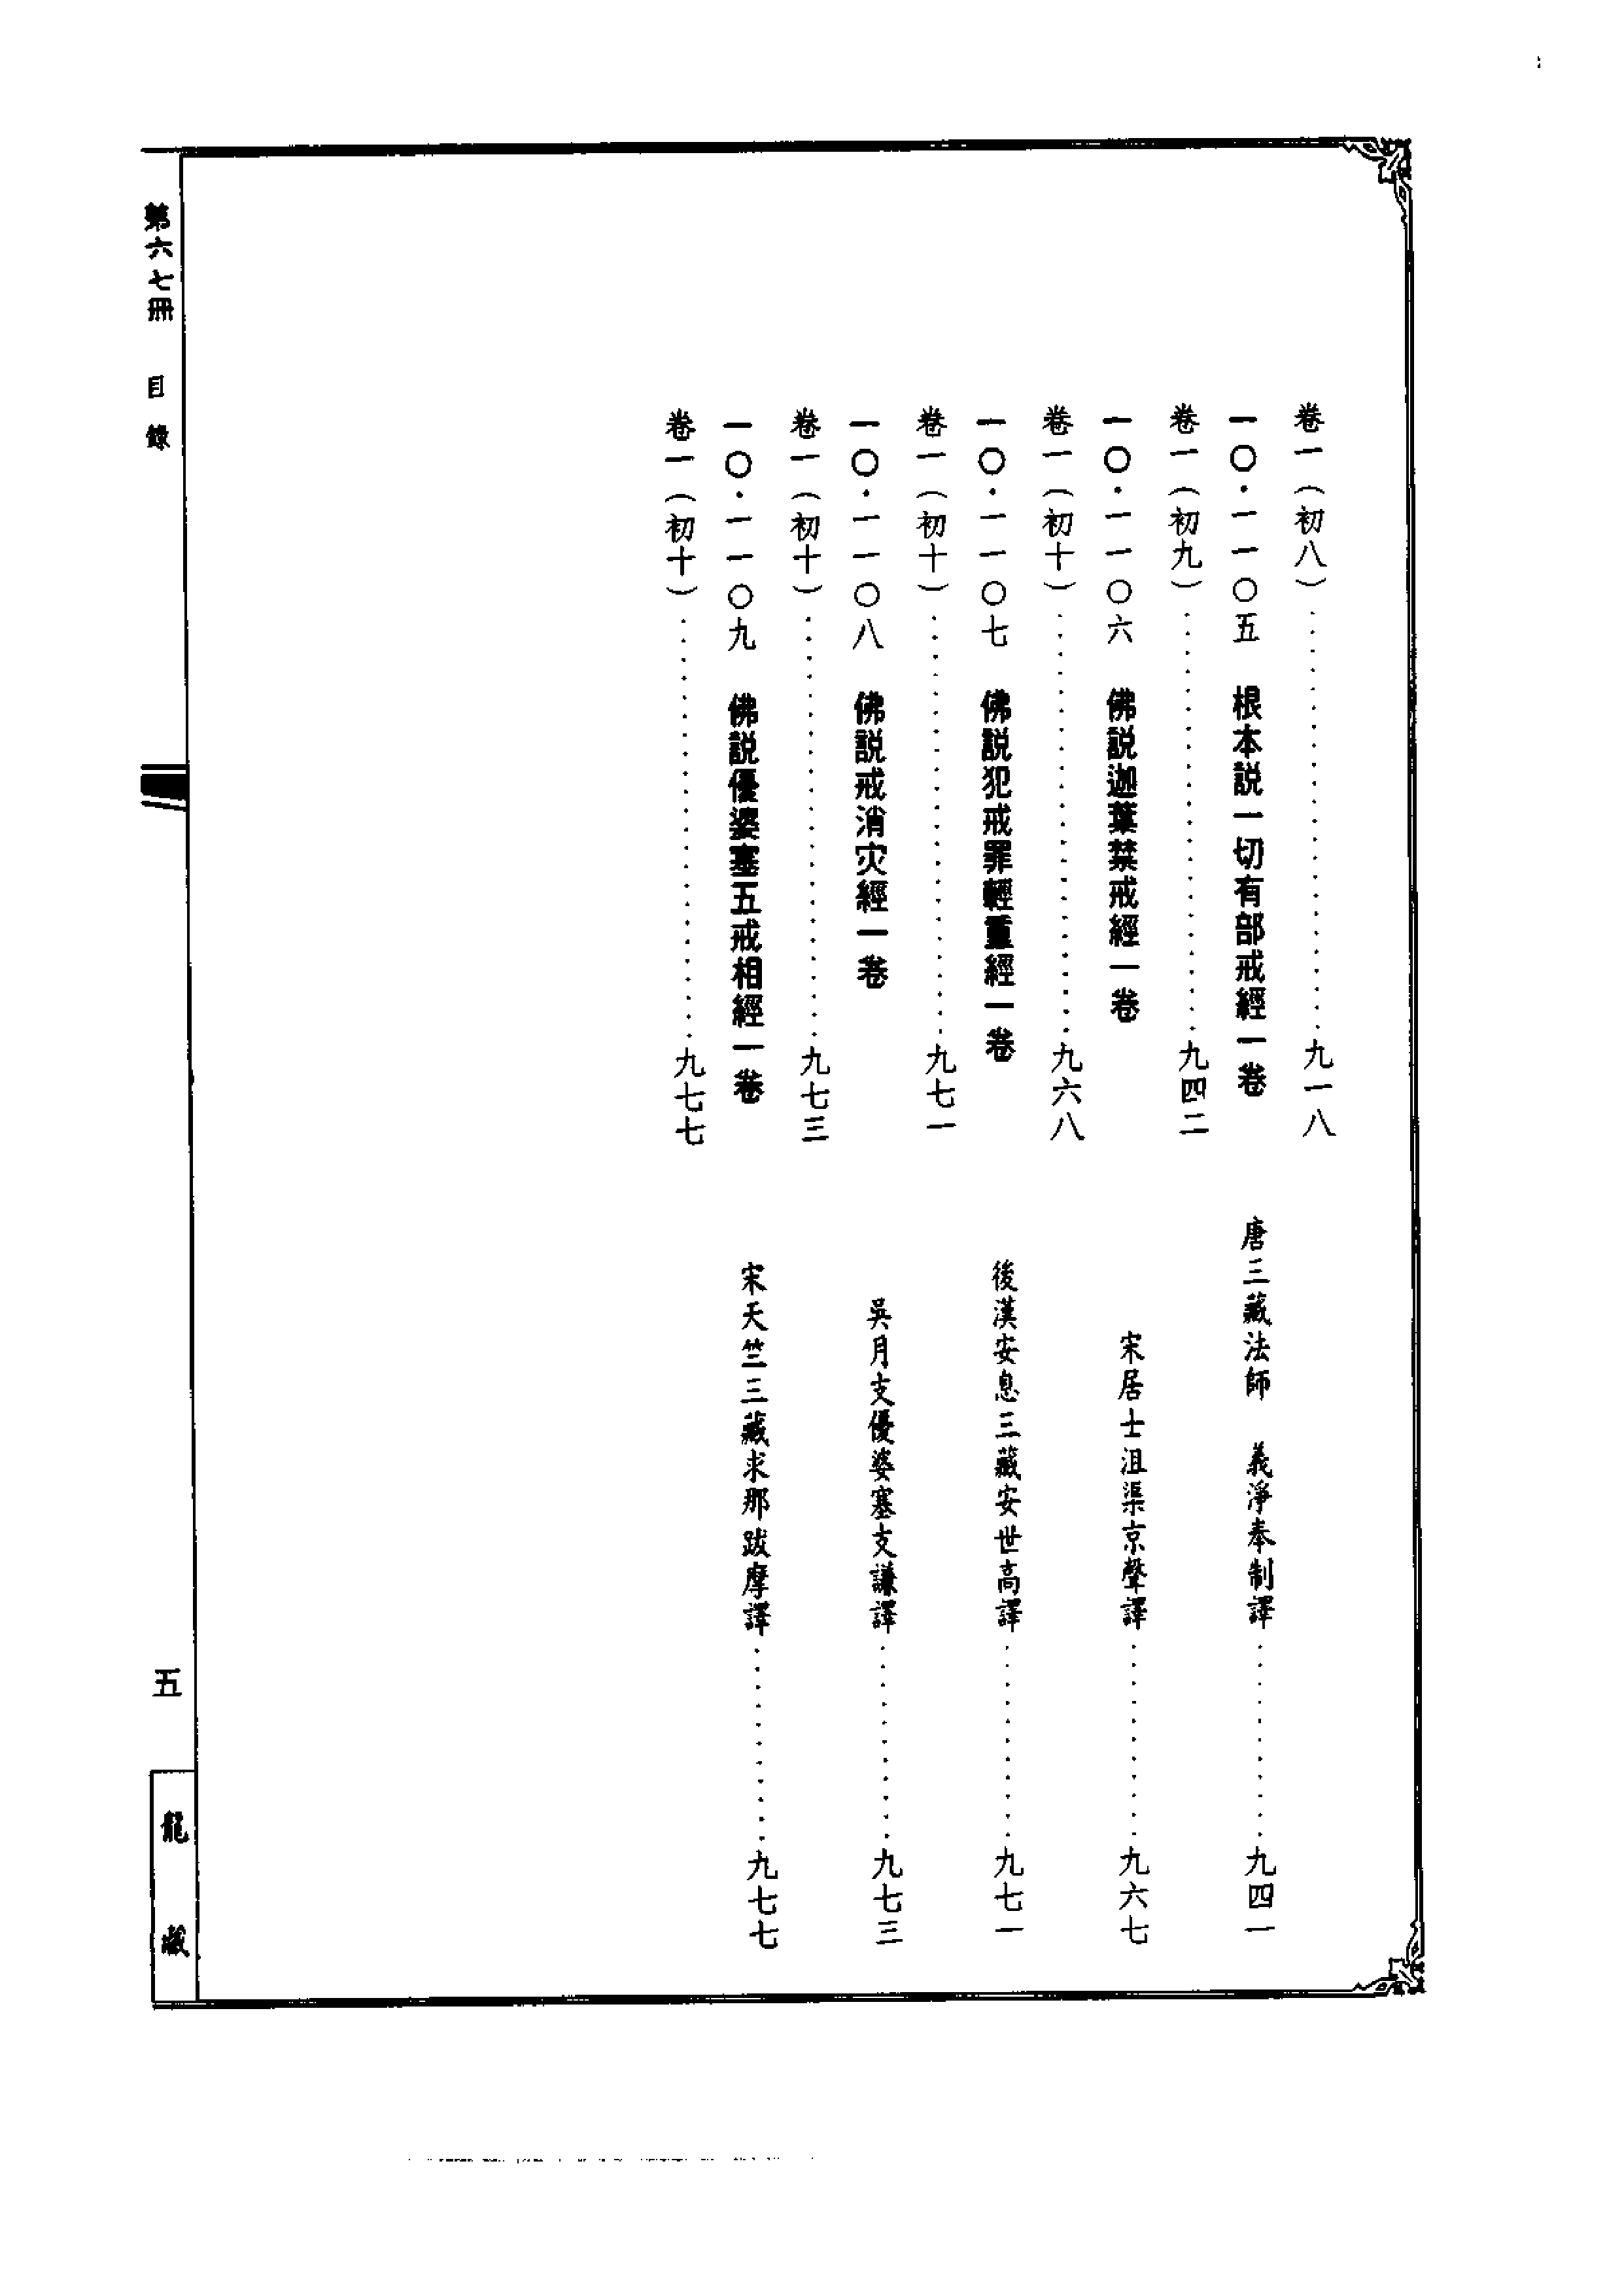 卷一（初八）······················九一八
一〇·一一〇五　根本説一切有部戒經一卷　唐三藏法師　義淨奉制譯···········九四一
卷一（初九）······················九四二
一〇·一一〇六　佛説迦葉禁戒經一卷　宋居士沮渠京聲譯···········九六七
卷一（初十）······················九六八
一〇·一一〇七　佛説犯戒罪輕重經一卷　後漢安息三藏安世高譯···········九七一
卷一（初十）······················九七一
一〇·一一〇八　佛説戒消灾經一卷　吳月支優婆塞支謙譯···········九七三
卷一（初十）······················九七三
一〇·一一〇九　佛説優婆塞五戒相經一卷　宋天竺三藏求那跋摩譯···········九七七
卷一（初十）······················九七七
第六七冊　目錄
五
龍藏